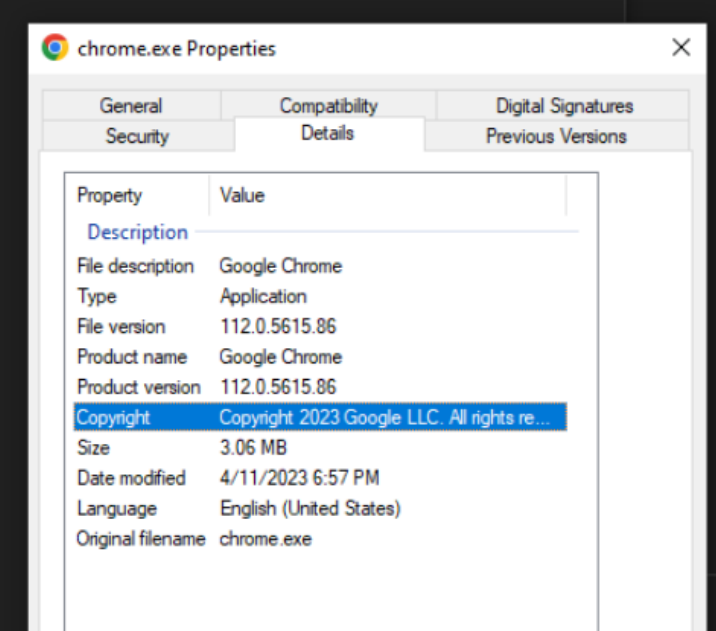 chrome.exe Properties
General Compatibility Digital Signatures
Security Details Previous Versions
Property Value
Description
File description Google Chrome
Type Application
File version 112.0.5615.86
Product name Google Chrome
Product version 112.0.5615.86
Copyright Copyright 2023 Google LLC. All rights re...
Size 3.06 MB
Date modified 4/11/2023 6:57 PM
Language English (United States)
Original filename chrome.exe